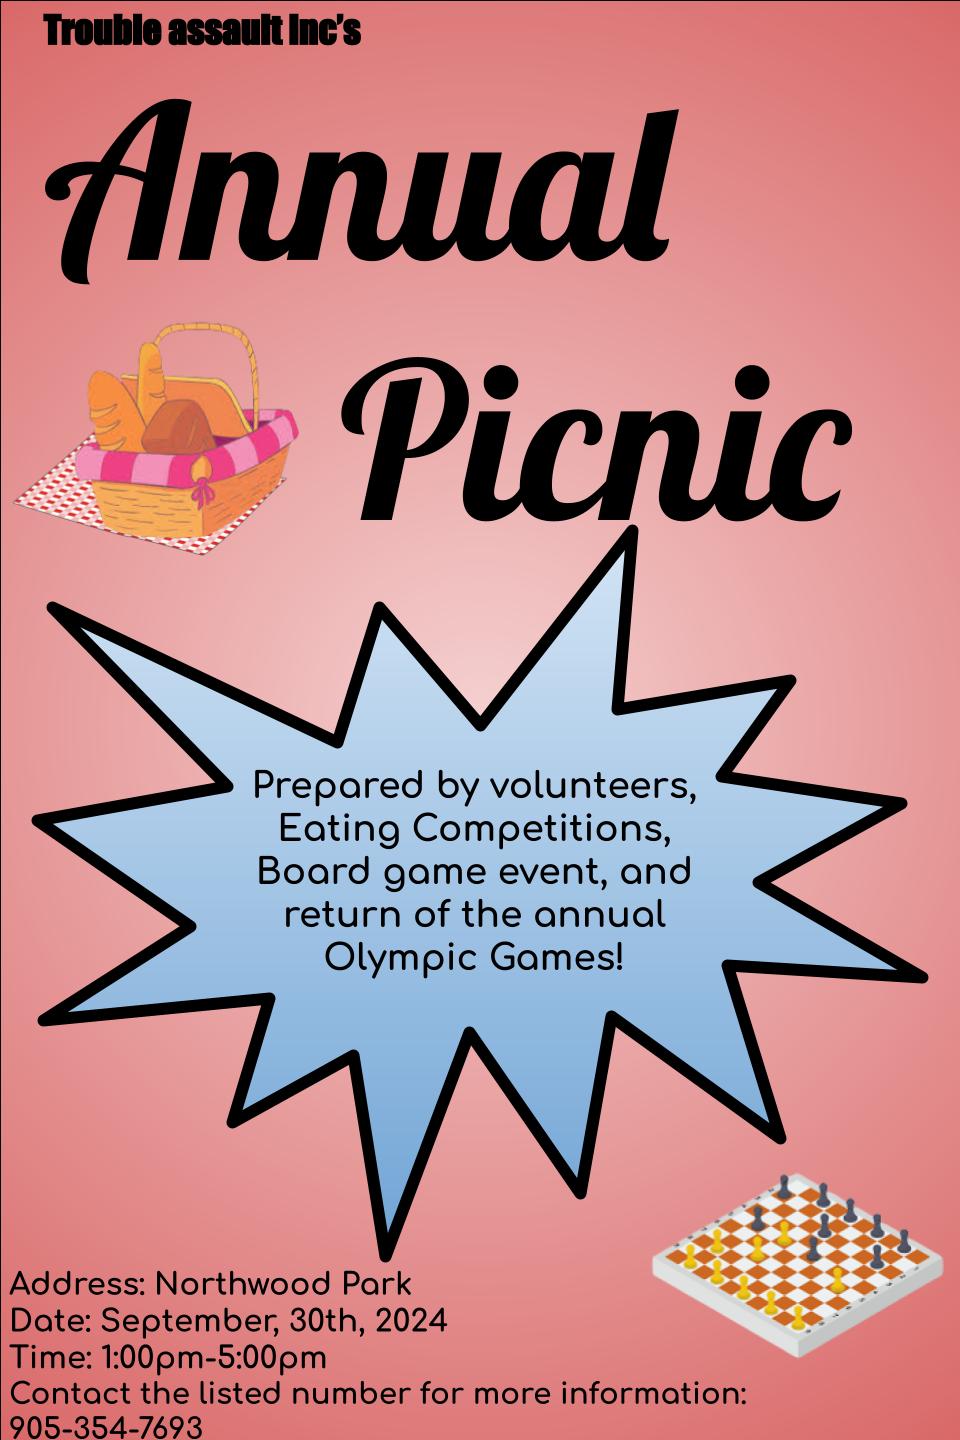 Trouble assault Inc's
Annual
Picnic
Prepared by volunteers,
Eating Competitions,
Board game event, and
return of the annual
Olympic Games!
Address: Northwood Park
Date: September, 30th, 2024
Time: 1:00pm-5:00pm
Contact the listed number for more information:
905-354-7693